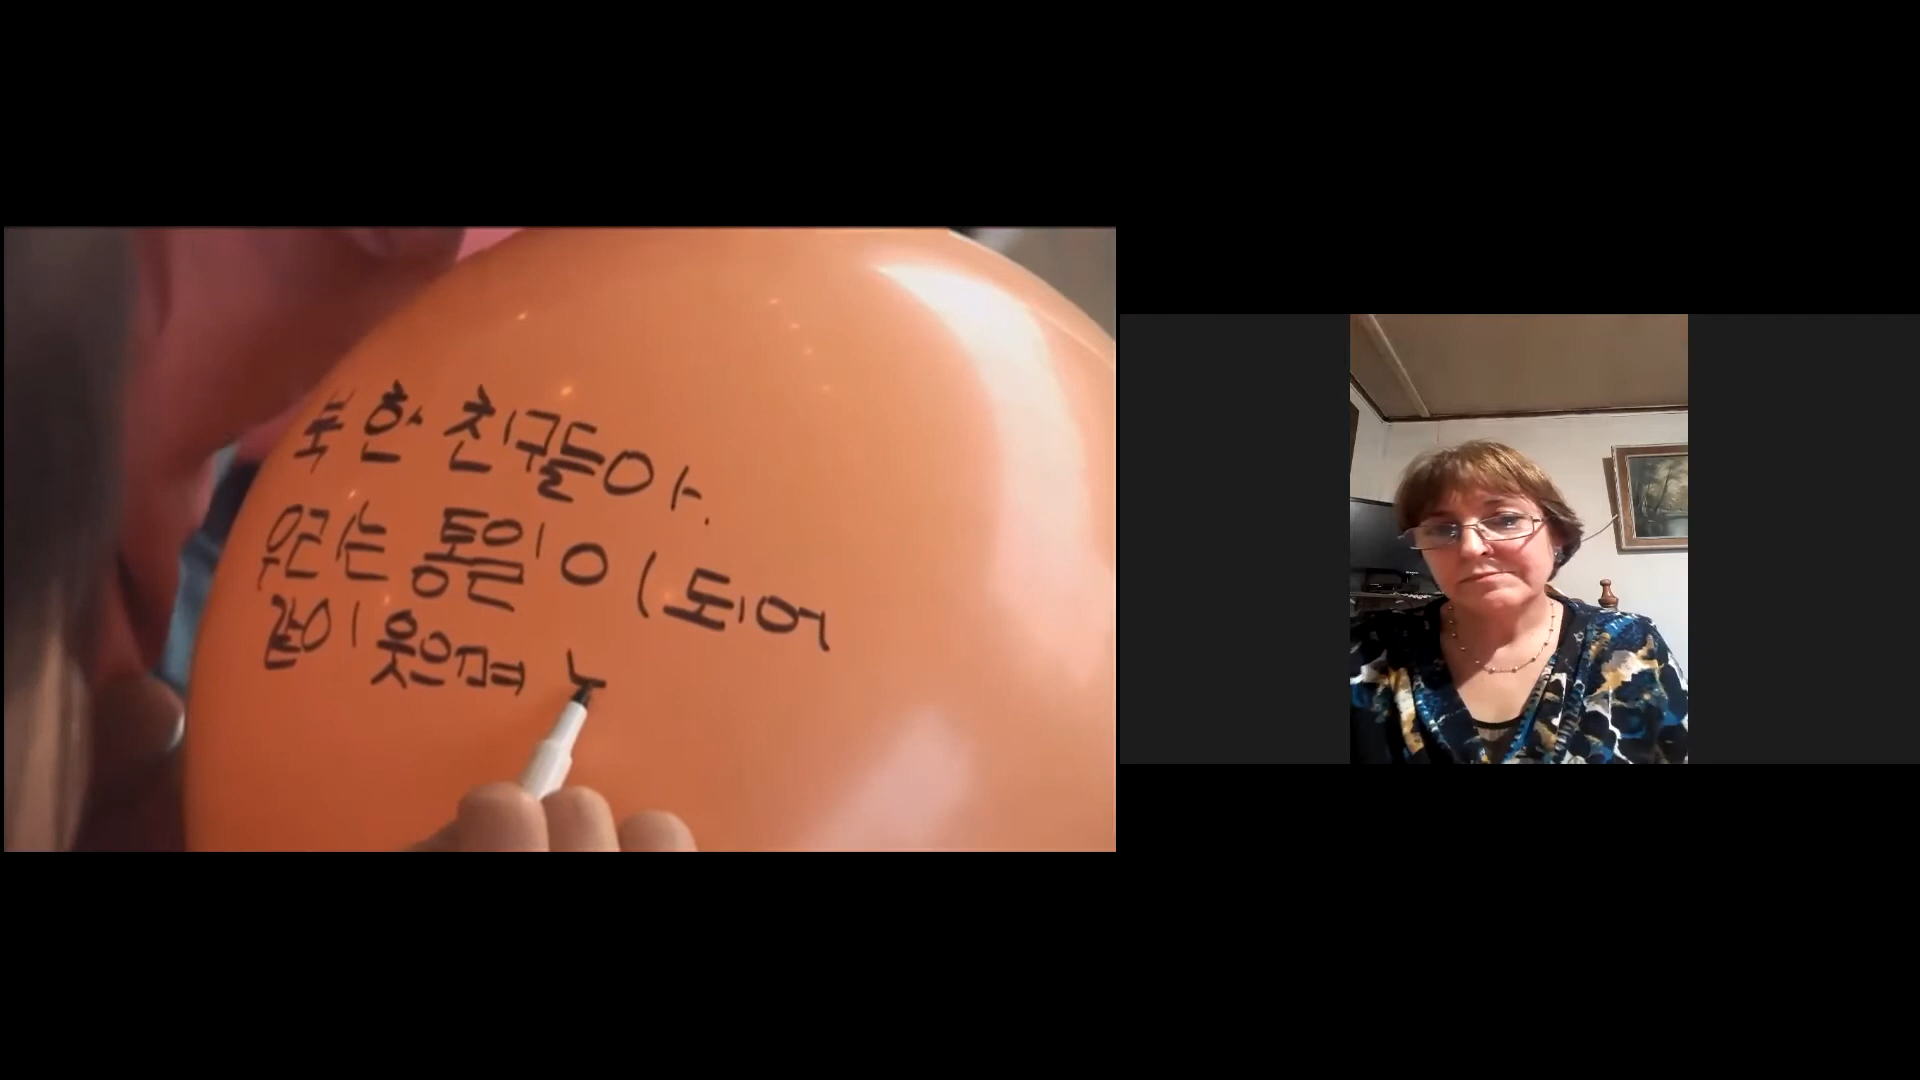 북한 친구들아.
우리는 통일이 되어
같이 웃으며